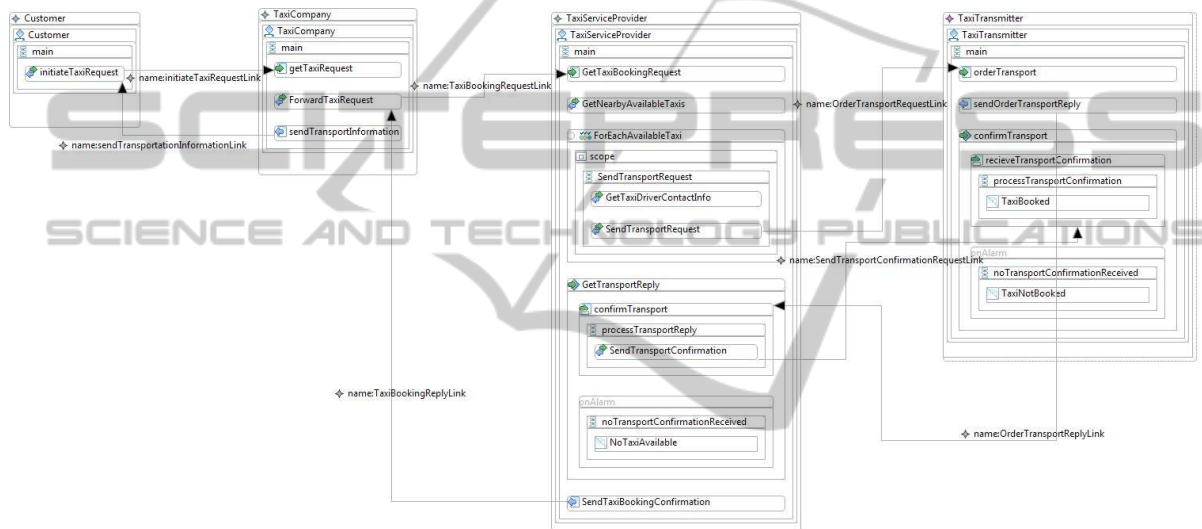 Customer
Customer
main
initiateTaxiRequest
name:initiateTaxiRequestLink
name:sendTransportationInformationLink
TaxiCompany
TaxiCompany
main
getTaxiRequest
ForwardTaxiRequest
sendTransportInformation
name:TaxiBookingRequestLink
name:TaxiBookingReplyLink
TaxiServiceProvider
TaxiServiceProvider
main
GetTaxiBookingRequest
GetNearbyAvailableTaxis
ForEachAvailableTaxi
scope
SendTransportRequest
GetTaxiDriverContactInfo
SendTransportRequest
GetTransportReply
confirmTransport
processTransportReply
SendTransportConfirmation
onAlarm
noTransportConfirmationReceived
NoTaxiAvailable
SendTaxiBookingConfirmation
name:OrderTransportRequestLink
name:SendTransportConfirmationRequestLink
name:OrderTransportReplyLink
TaxiTransmitter
TaxiTransmitter
main
orderTransport
sendOrderTransportReply
confirmTransport
recieveTransportConfirmation
processTransportConfirmation
TaxiBooked
onAlarm
noTransportConfirmationReceived
TaxiNotBooked
SCITEPRESS
SCIENCE AND TECHNOLOGY PUBLICATIONS